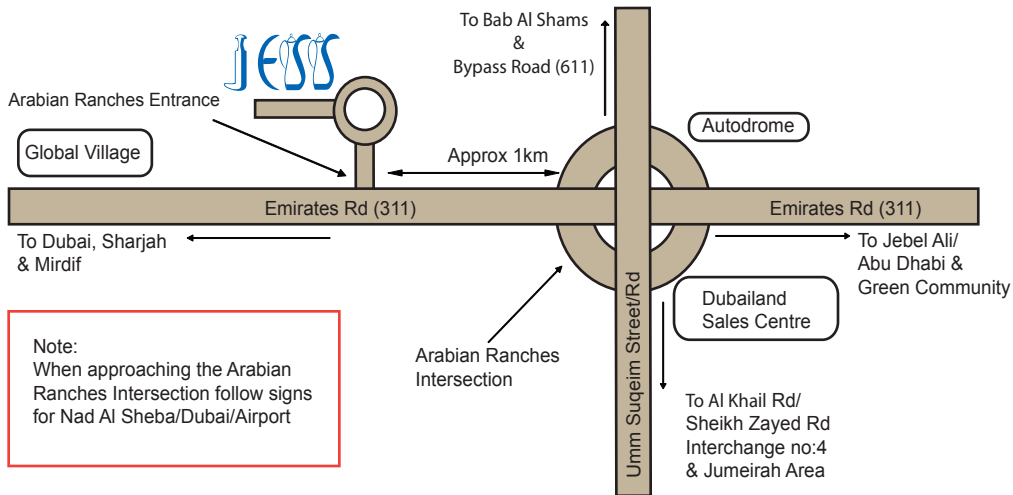 To Bab Al Shams
&
Bypass Road (611)
JESS
Arabian Ranches Entrance
Global Village
Approx 1km
Autodrome
Emirates Rd (311)
Emirates Rd (311)
To Dubai, Sharjah
& Mirdif
To Jebel Ali/
Abu Dhabi &
Green Community
Umm Suqeim Street/Rd
Dubailand
Sales Centre
Arabian Ranches
Intersection
Note:
When approaching the Arabian
Ranches Intersection follow signs
for Nad Al Sheba/Dubai/Airport
To Al Khail Rd/
Sheikh Zayed Rd
Interchange no:4
& Jumeirah Area